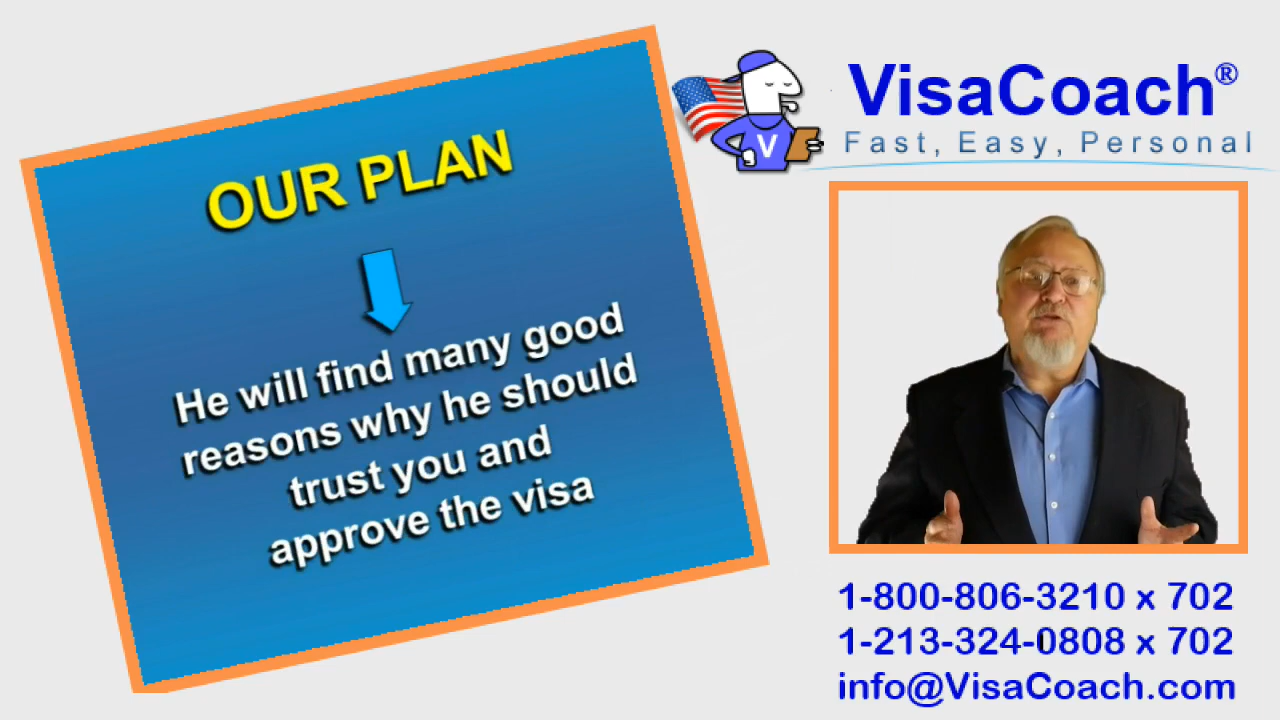 OUR PLAN
He will find many good
reasons why he should
trust you and
approve the visa
V
VisaCoach®
Fast, Easy, Personal
1-800-806-3210 x 702
1-213-324-0808 x 702
info@VisaCoach.com